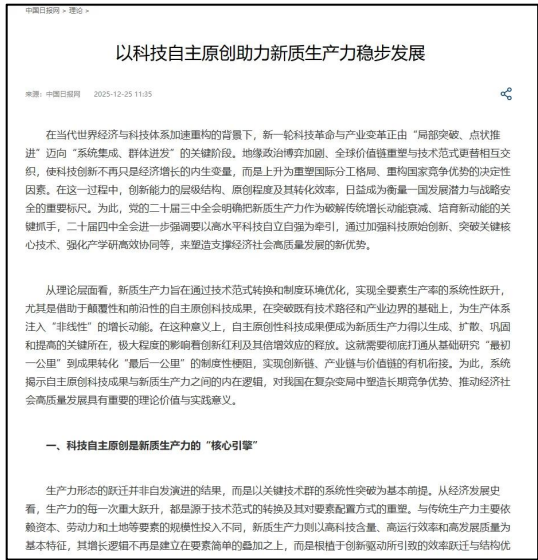 中国日报网 > 理论 >
以科技自主原创助力新质生产力稳步发展
来源：中国日报网 2025-12-25 11:35
在当代世界经济与科技体系加速重构的背景下，新一轮科技革命与产业变革正由“局部突破、点状推
进”迈向“系统集成、群体迸发”的关键阶段。地缘政治博弈加剧、全球价值链重塑与技术范式更替相互交
织，使科技创新不再只是经济增长的内生变量，而是上升为重塑国际分工格局、重构国家竞争优势的决定性
因素。在这一过程中，创新能力的层级结构、原创程度及其转化效率，日益成为衡量一国发展潜力与战略安
全的重要标尺。为此，党的二十届三中全会明确把新质生产力作为破解传统增长动能衰减、培育新动能的关
键抓手，二十届四中全会进一步强调要以高水平科技自立自强为牵引，通过加强科技原始创新、突破关键核
心技术、强化产学研高效协同等，来塑造支撑经济社会高质量发展的新优势。
从理论层面看，新质生产力旨在通过技术范式转换和制度环境优化，实现全要素生产率的系统性跃升，
尤其是借助于颠覆性和前沿性的自主原创科技成果，在突破既有技术路径和产业边界的基础上，为生产体系
注入“非线性”的增长动能。在这种意义上，自主原创性科技成果便成为新质生产力得以生成、扩散、巩固
和提高的关键所在，极大程度的影响着创新红利及其倍增效应的释放。这就需要彻底打通从基础研究“最初
一公里”到成果转化“最后一公里”的制度性梗阻，实现创新链、产业链与价值链的有机衔接。为此，系统
揭示自主原创科技成果与新质生产力之间的内在逻辑，对我国在复杂变局中塑造长期竞争优势、推动经济社
会高质量发展具有重要的理论价值与实践意义。
一、科技自主原创是新质生产力的“核心引擎”
生产力形态的跃迁并非自发演进的结果，而是以关键技术群的系统性突破为基本前提。从经济发展史
看，生产力的每一次重大跃升，都是源于技术范式的转换及其对要素配置方式的重塑。与传统生产力主要依
赖资本、劳动力和土地等要素的规模性投入不同，新质生产力则以高科技含量、高运行效率和高发展质量为
基本特征，其增长逻辑不再是建立在要素简单的叠加之上，而是根植于创新驱动所引致的效率跃迁与结构优